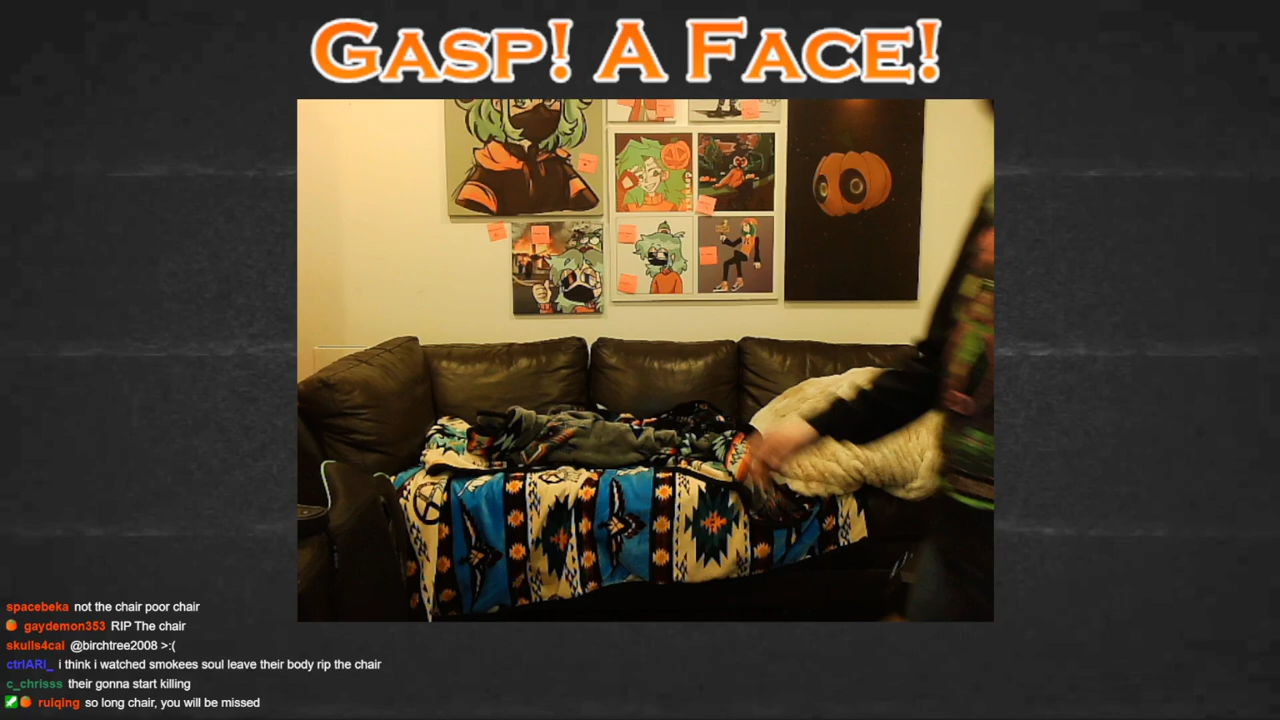 GASP! A FACE!
spacebeka not the chair poor chair
gaydemon353 RIP The chair
skulls4cal @birchtree2008 >:(
ctrlARI_ i think i watched smokees soul leave their body rip the chair
c_chrisss their gonna start killing
ruiqing so long chair, you will be missed